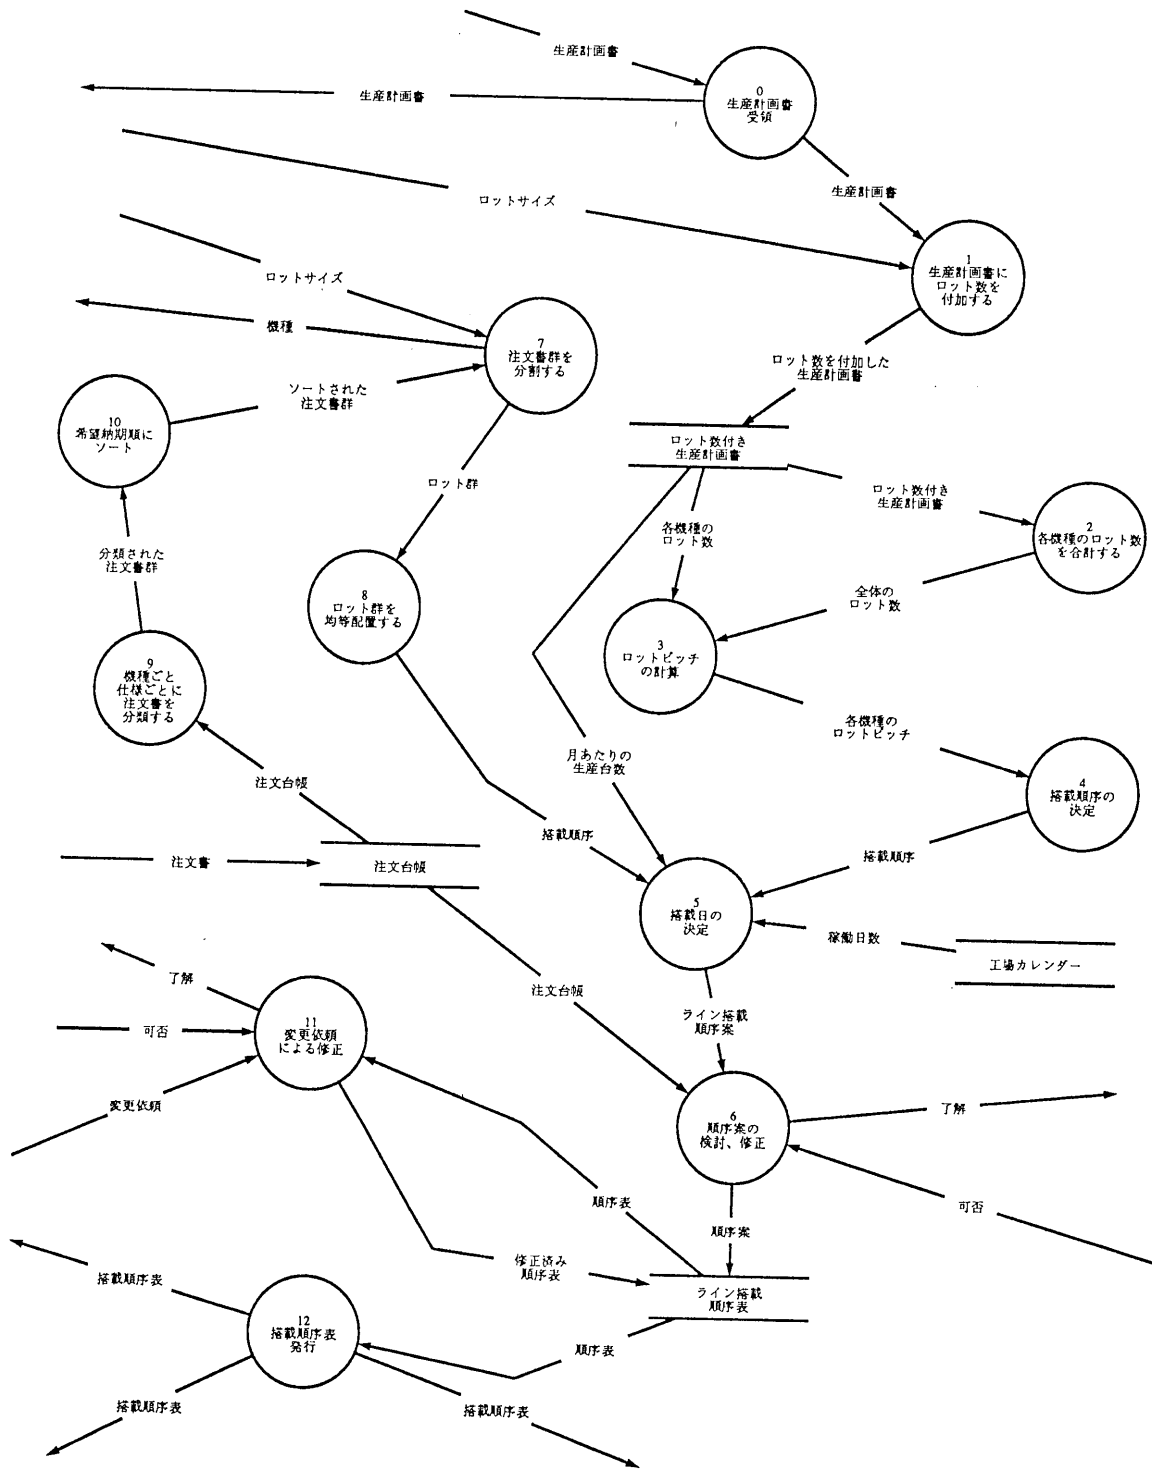 生産計画書
生産計画書
0
生産計画書
受領
生産計画書
ロットサイズ
1
生産計画書に
ロット数を
付加する
ロットサイズ
機種
7
注文書群を
分割する
ロット数を付加した
生産計画書
ソートされた
注文書群
10
希望納期順に
ソート
ロット数付き
生産計画書
ロット群
ロット数付き
生産計画書
各機種の
ロット数
2
各機種のロット数
を合計する
分類された
注文書群
8
ロット群を
均等配置する
全体の
ロット数
3
ロットピッチ
の計算
9
機種ごと
仕様ごとに
注文書を
分類する
各機種の
ロットピッチ
月あたりの
生産台数
注文台帳
4
搭載順序の
決定
搭載順序
注文書
注文台帳
搭載順序
5
搭載日の
決定
稼働日数
工場カレンダー
了解
注文台帳
ライン搭載
順序案
可否
11
変更依頼
による修正
変更依頼
6
順序案の
検討、修正
了解
順序表
可否
順序案
修正済み
順序表
搭載順序表
ライン搭載
順序表
12
搭載順序表
発行
順序表
搭載順序表
搭載順序表